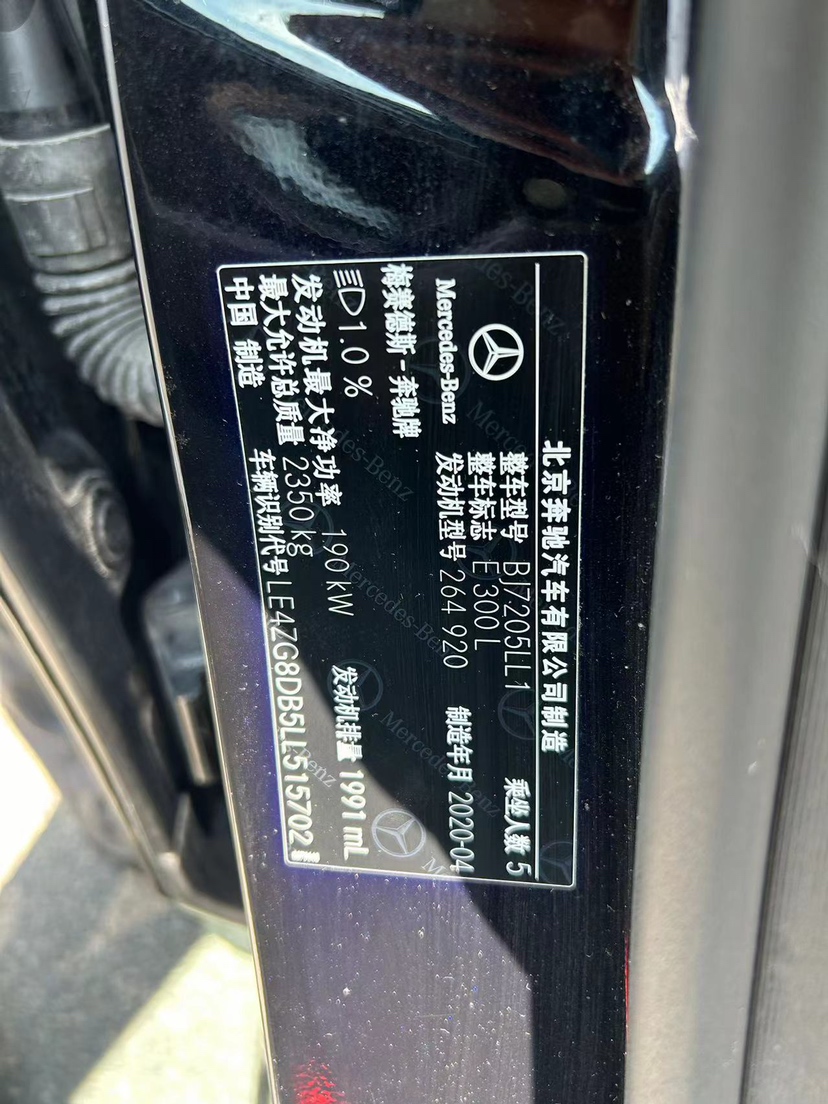 北京奔驰汽车有限公司制造
Mercedes-Benz
整车型号 BJ7205LL1 乘坐人数 5
整车标志 E 300 L
发动机型号 264 920 制造年月 2020-04
梅赛德斯-奔驰牌
1.0 %
发动机最大净功率 190 kW 发动机排量 1991 mL
最大允许总质量 2350 kg
中国 制造 车辆识别代号 LE4ZG8DB5LL515702